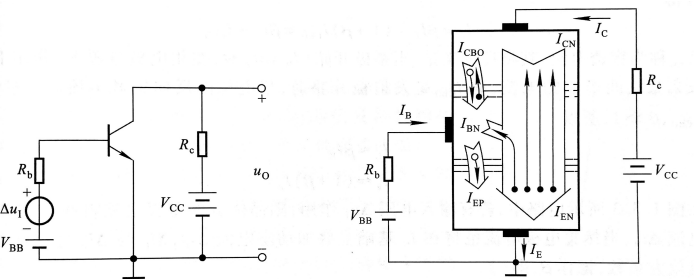 R_b
+
Δu_I
−
V_BB
R_c
V_CC
+
u_O
−
I_B
R_b
V_BB
I_CBO
I_CN
I_BN
I_EP
I_EN
I_E
I_C
R_c
V_CC